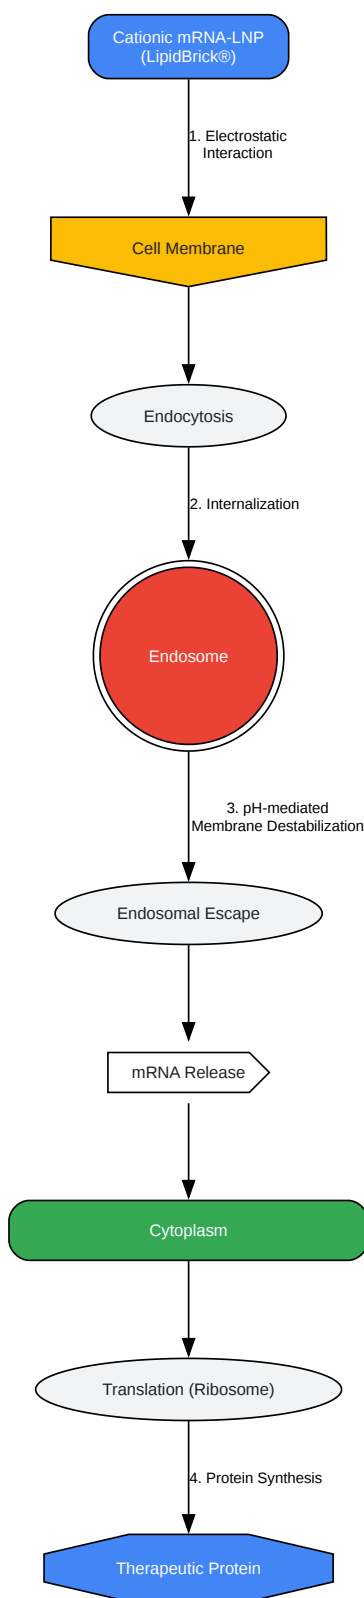 Cationic mRNA-LNP
(LipidBrick®)
1. Electrostatic
Interaction
Cell Membrane
Endocytosis
2. Internalization
Endosome
3. pH-mediated
Membrane Destabilization
Endosomal Escape
mRNA Release
Cytoplasm
Translation (Ribosome)
4. Protein Synthesis
Therapeutic Protein